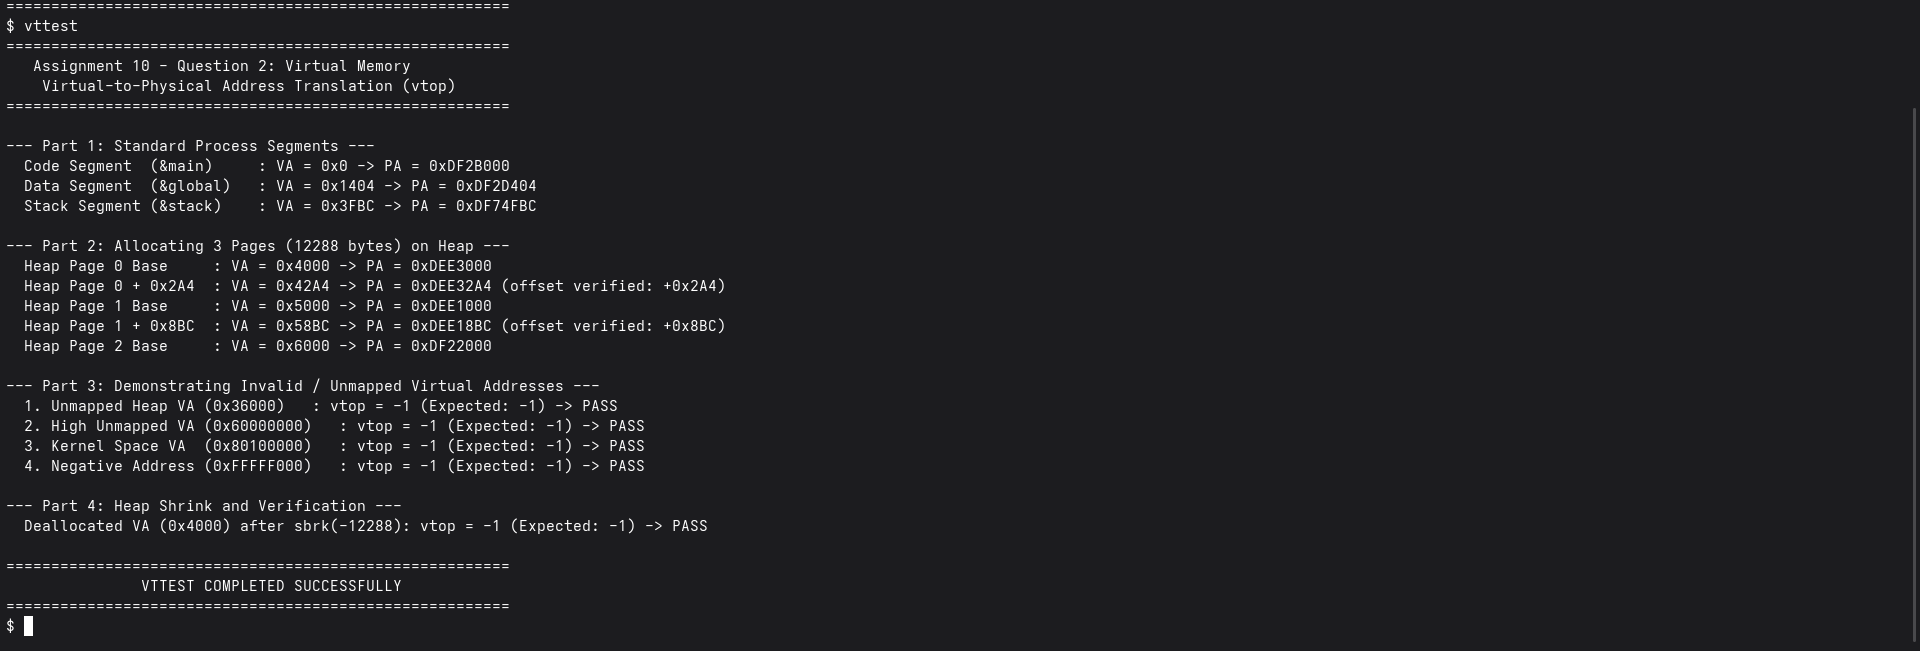 ========================================================
$ vttest
========================================================
   Assignment 10 - Question 2: Virtual Memory
    Virtual-to-Physical Address Translation (vtop)
========================================================

--- Part 1: Standard Process Segments ---
  Code Segment  (&main)     : VA = 0x0 -> PA = 0xDF2B000
  Data Segment  (&global)   : VA = 0x1404 -> PA = 0xDF2D404
  Stack Segment (&stack)    : VA = 0x3FBC -> PA = 0xDF74FBC

--- Part 2: Allocating 3 Pages (12288 bytes) on Heap ---
  Heap Page 0 Base     : VA = 0x4000 -> PA = 0xDEE3000
  Heap Page 0 + 0x2A4  : VA = 0x42A4 -> PA = 0xDEE32A4 (offset verified: +0x2A4)
  Heap Page 1 Base     : VA = 0x5000 -> PA = 0xDEE1000
  Heap Page 1 + 0x8BC  : VA = 0x58BC -> PA = 0xDEE18BC (offset verified: +0x8BC)
  Heap Page 2 Base     : VA = 0x6000 -> PA = 0xDF22000

--- Part 3: Demonstrating Invalid / Unmapped Virtual Addresses ---
  1. Unmapped Heap VA (0x36000)   : vtop = -1 (Expected: -1) -> PASS
  2. High Unmapped VA (0x60000000)   : vtop = -1 (Expected: -1) -> PASS
  3. Kernel Space VA  (0x80100000)   : vtop = -1 (Expected: -1) -> PASS
  4. Negative Address (0xFFFFF000)   : vtop = -1 (Expected: -1) -> PASS

--- Part 4: Heap Shrink and Verification ---
  Deallocated VA (0x4000) after sbrk(-12288): vtop = -1 (Expected: -1) -> PASS

========================================================
               VTTEST COMPLETED SUCCESSFULLY
========================================================
$